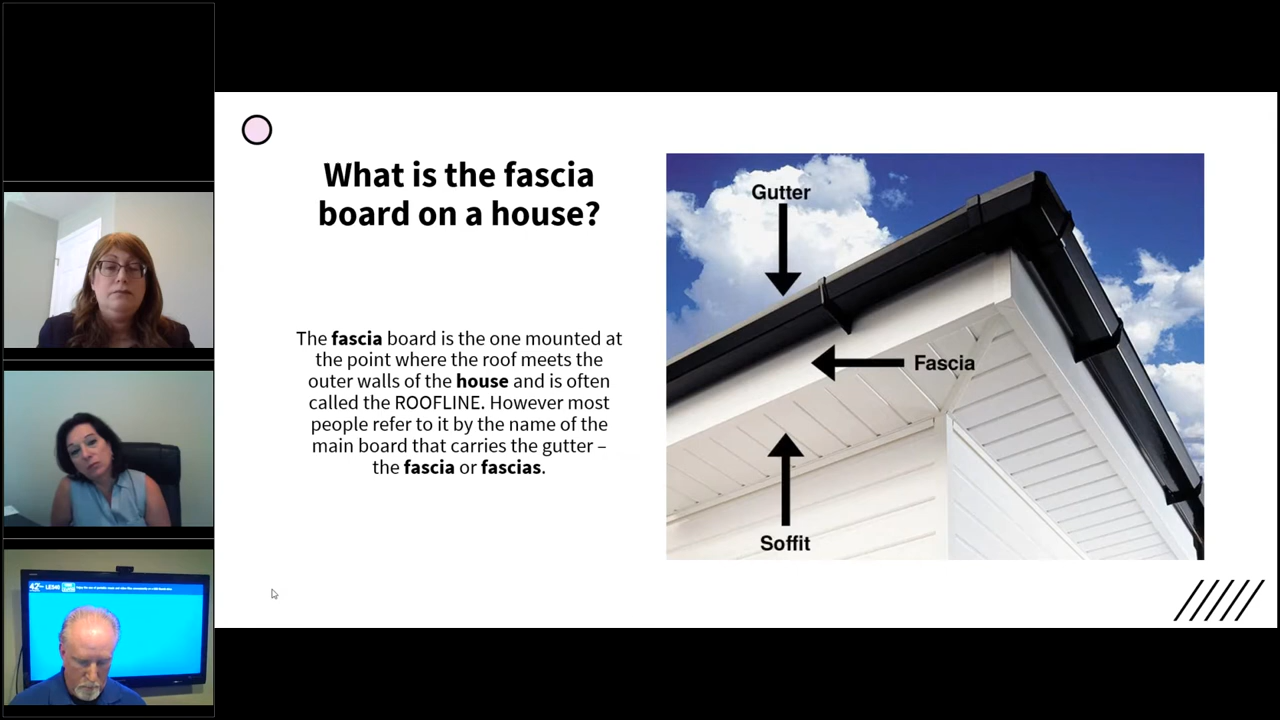 What is the fascia
board on a house?
The fascia board is the one mounted at
the point where the roof meets the
outer walls of the house and is often
called the ROOFLINE. However most
people refer to it by the name of the
main board that carries the gutter –
the fascia or fascias.
Gutter
Fascia
Soffit